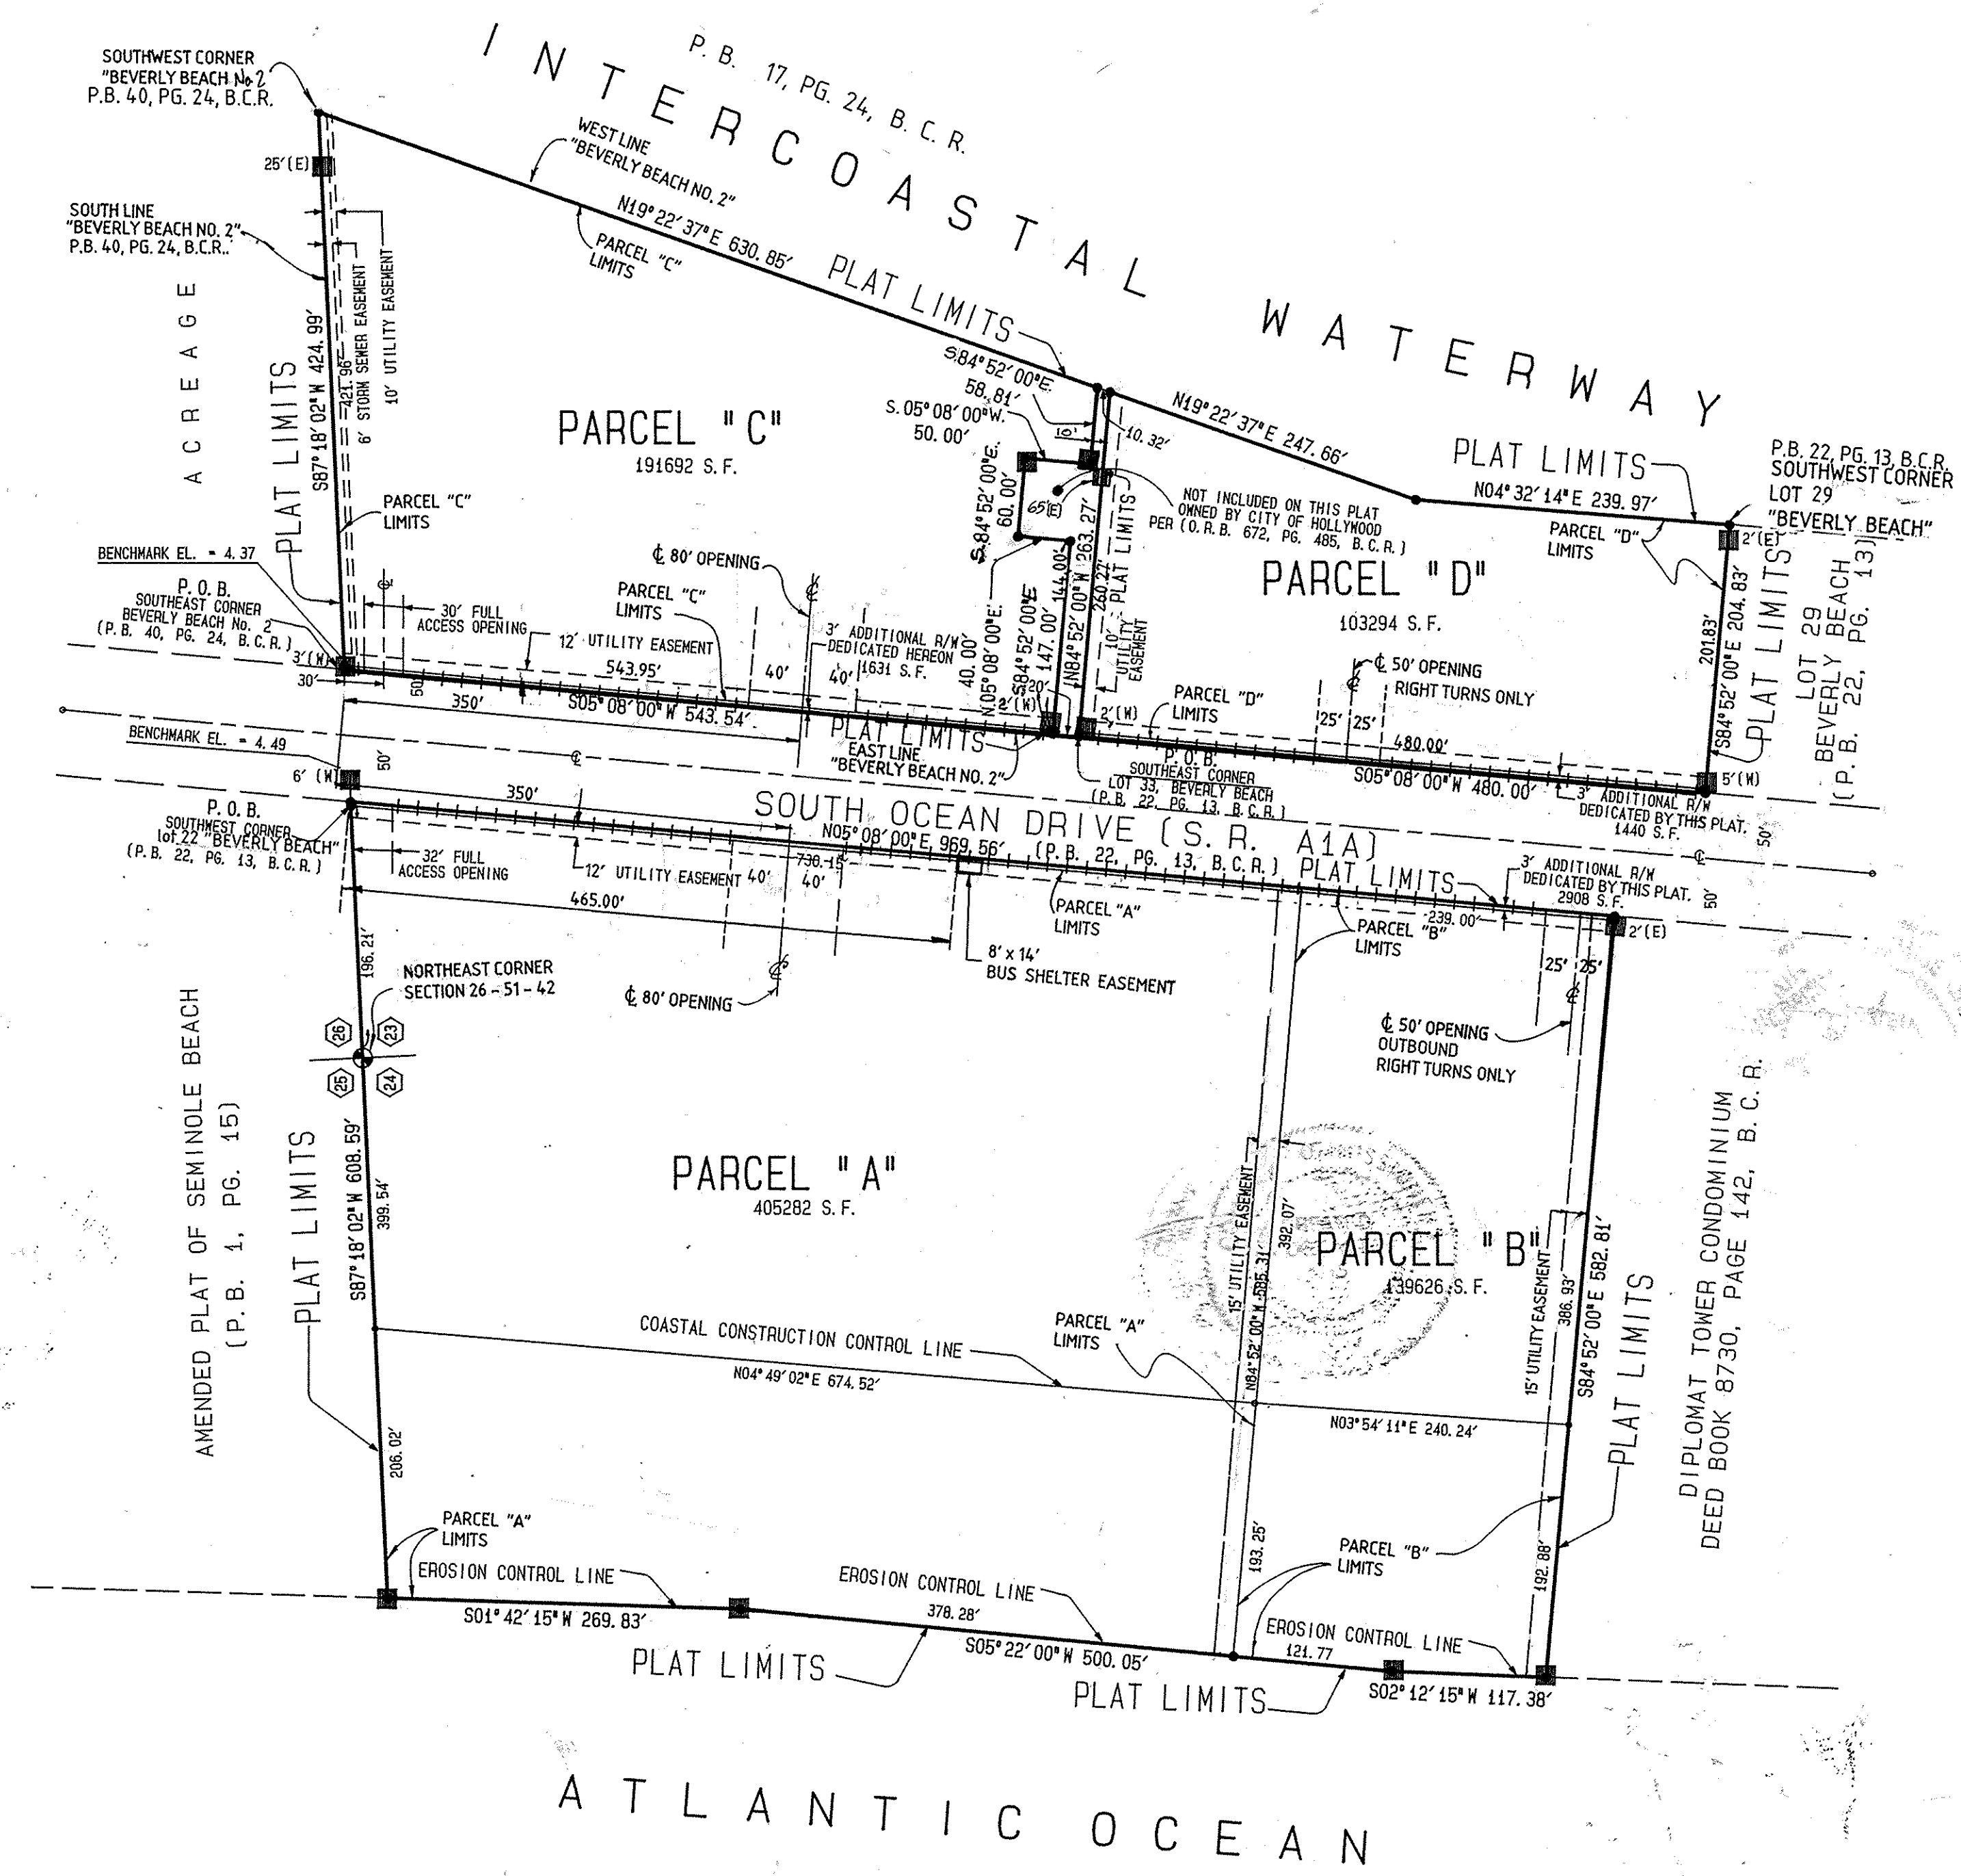 SOUTHWEST CORNER
"BEVERLY BEACH No 2
P.B. 40, PG. 24, B.C.R.
INTERCOASTAL WATERWAY
P. B. 17, PG. 24, B. C. R.
WEST LINE
"BEVERLY BEACH NO. 2"
25'(E)
N19° 22' 37" E 630. 85'
PARCEL "C"
LIMITS
PLAT LIMITS
SOUTH LINE
"BEVERLY BEACH NO. 2"
P.B. 40, PG. 24, B.C.R.
ACREAGE
PLAT LIMITS
S87° 18' 02" W 424. 99'
421. 96'
6' STORM SEWER EASEMENT
10' UTILITY EASEMENT
PARCEL "C"
191692 S. F.
PARCEL "C"
LIMITS
S.84° 52' 00" E.
58. 81'
S. 05° 08' 00" W.
50. 00'
10'
10. 32'
S.84° 52' 00" E.
60. 00'
65'(E)
N19° 22' 37" E 247. 66'
NOT INCLUDED ON THIS PLAT
OWNED BY CITY OF HOLLYWOOD
PER ( O. R. B. 672, PG. 485, B. C. R. )
PLAT LIMITS
N04° 32' 14" E 239. 97'
PARCEL "D"
LIMITS
P.B. 22, PG. 13, B.C.R.
SOUTHWEST CORNER
LOT 29
"BEVERLY BEACH"
2'(E)
PARCEL "D"
103294 S. F.
201.83'
S84° 52' 00" E 204. 83'
PLAT LIMITS
LOT 29
BEVERLY BEACH
(P. B. 22, PG. 13)
BENCHMARK EL. = 4. 37
P. O. B.
SOUTHEAST CORNER
BEVERLY BEACH No. 2
(P. B. 40, PG. 24, B. C. R. )
3'(W)
30'
30' FULL
ACCESS OPENING
50'
12' UTILITY EASEMENT
543.95'
PARCEL "C"
LIMITS
℄ 80' OPENING
40'
40'
3' ADDITIONAL R/W
DEDICATED HEREON
1631 S. F.
350'
S05° 08' 00" W 543. 54'
N.05° 08' 00" E.
40. 00'
S.84° 52' 00" E
147. 00'
144.00'
N84° 52' 00" W 263. 27'
260.27'
PLAT LIMITS
10'
UTILITY
EASEMENT
20'
2'(W)
2'(W)
PLAT LIMITS
EAST LINE
"BEVERLY BEACH NO. 2"
PARCEL "D"
LIMITS
℄ 50' OPENING
RIGHT TURNS ONLY
25' 25'
480.00'
S05° 08' 00" W 480. 00'
5'(W)
P. O. B.
SOUTHEAST CORNER
LOT 33, BEVERLY BEACH
( P. B. 22, PG. 13, B. C. R. )
3' ADDITIONAL R/W
DEDICATED BY THIS PLAT.
1440 S. F.
50'
BENCHMARK EL. = 4. 49
50'
6' (W)
℄
P. O. B.
SOUTHWEST CORNER
lot 22 "BEVERLY BEACH"
(P. B. 22, PG. 13, B. C. R. )
350'
SOUTH OCEAN DRIVE (S. R. A1A)
N05° 08' 00" E 969. 56'
(P. B. 22, PG. 13, B. C. R. )
PLAT LIMITS
℄
3' ADDITIONAL R/W
DEDICATED BY THIS PLAT.
2908 S. F.
50'
32' FULL
ACCESS OPENING
12' UTILITY EASEMENT
40'
730.15'
40'
465.00'
PARCEL "A"
LIMITS
239. 00'
PARCEL "B"
LIMITS
2'(E)
25' 25'
8' x 14'
BUS SHELTER EASEMENT
℄ 80' OPENING
℄ 50' OPENING
OUTBOUND
RIGHT TURNS ONLY
196. 21'
NORTHEAST CORNER
SECTION 26 - 51 - 42
26 23
25 24
AMENDED PLAT OF SEMINOLE BEACH
(P. B. 1, PG. 15)
PLAT LIMITS
S87° 18' 02" W 608. 59'
399. 54'
PARCEL "A"
405282 S. F.
15' UTILITY EASEMENT
N84° 52' 00" W 585. 31'
392. 07'
PARCEL "B"
139626 S. F.
15' UTILITY EASEMENT
386. 93'
S84° 52' 00" E 582. 81'
PLAT LIMITS
DIPLOMAT TOWER CONDOMINIUM
DEED BOOK 8730, PAGE 142, B. C. R.
COASTAL CONSTRUCTION CONTROL LINE
N04° 49' 02" E 674. 52'
PARCEL "A"
LIMITS
N03° 54' 11" E 240. 24'
206. 02'
PARCEL "A"
LIMITS
193. 25'
PARCEL "B"
LIMITS
192. 88'
EROSION CONTROL LINE
S01° 42' 15" W 269. 83'
EROSION CONTROL LINE
378. 28'
S05° 22' 00" W 500. 05'
EROSION CONTROL LINE
121. 77
S02° 12' 15" W 117. 38'
PLAT LIMITS
PLAT LIMITS
ATLANTIC OCEAN